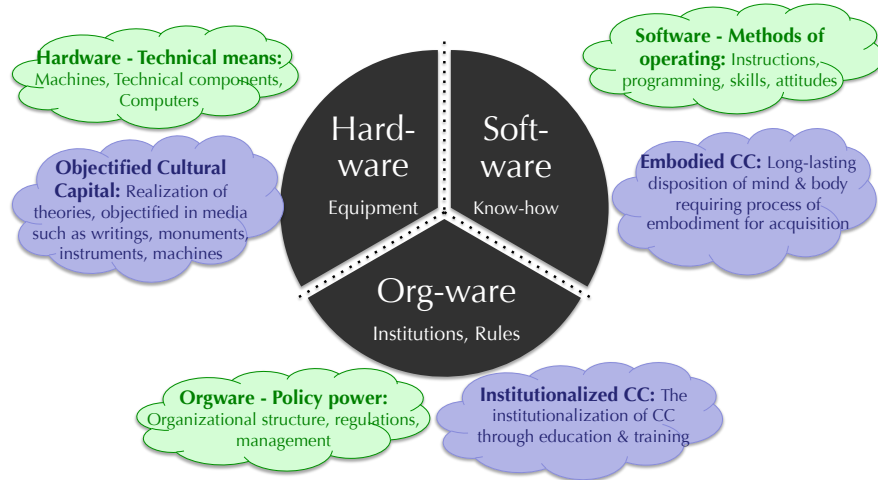 Hardware - Technical means:
Machines, Technical components,
Computers
Software - Methods of
operating: Instructions,
programming, skills, attitudes
Objectified Cultural
Capital: Realization of
theories, objectified in media
such as writings, monuments,
instruments, machines
Hard-
ware
Equipment
Soft-
ware
Know-how
Embodied CC: Long-lasting
disposition of mind & body
requiring process of
embodiment for acquisition
Org-ware
Institutions, Rules
Orgware - Policy power:
Organizational structure, regulations,
management
Institutionalized CC: The
institutionalization of CC
through education & training